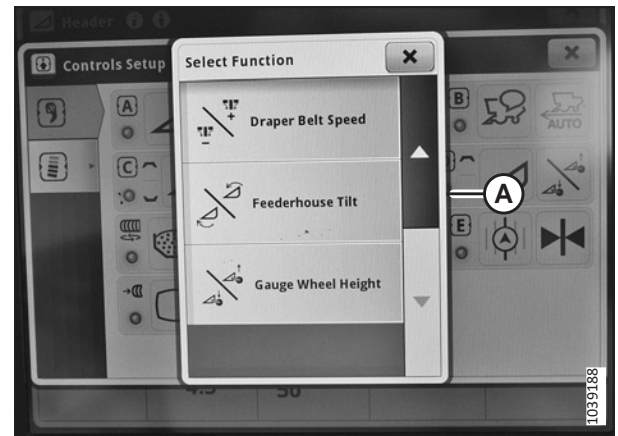 Header
Controls Setup
Select Function
Draper Belt Speed
Feederhouse Tilt
Gauge Wheel Height
A
B
AUTO
C
E
A
50
1039188